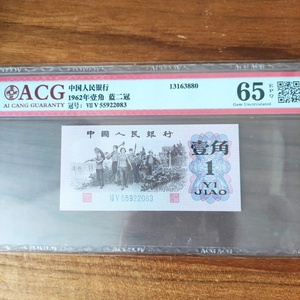 ACG
AI CANG GUARANTY
中国人民银行
1962年壹角 蓝二冠
冠号: VIIV 55922083
13163880
65 EPQ
Gem Uncirculated
中国人民银行
壹角
1
YI
JIAO
VIIV 55922083